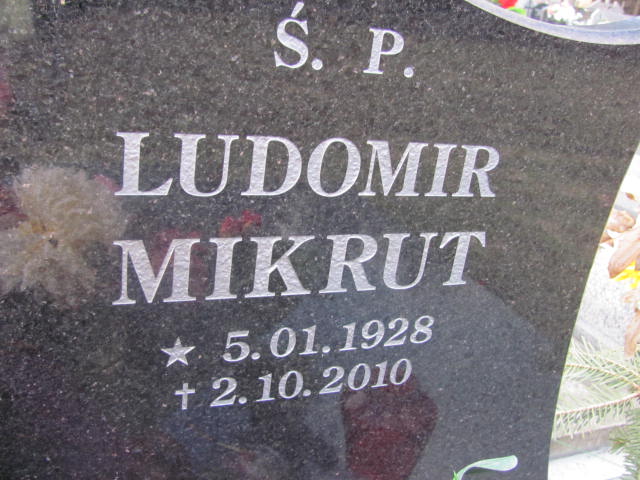 Ś. P.
LUDOMIR
MIKRUT
★ 5.01.1928
✝ 2.10.2010